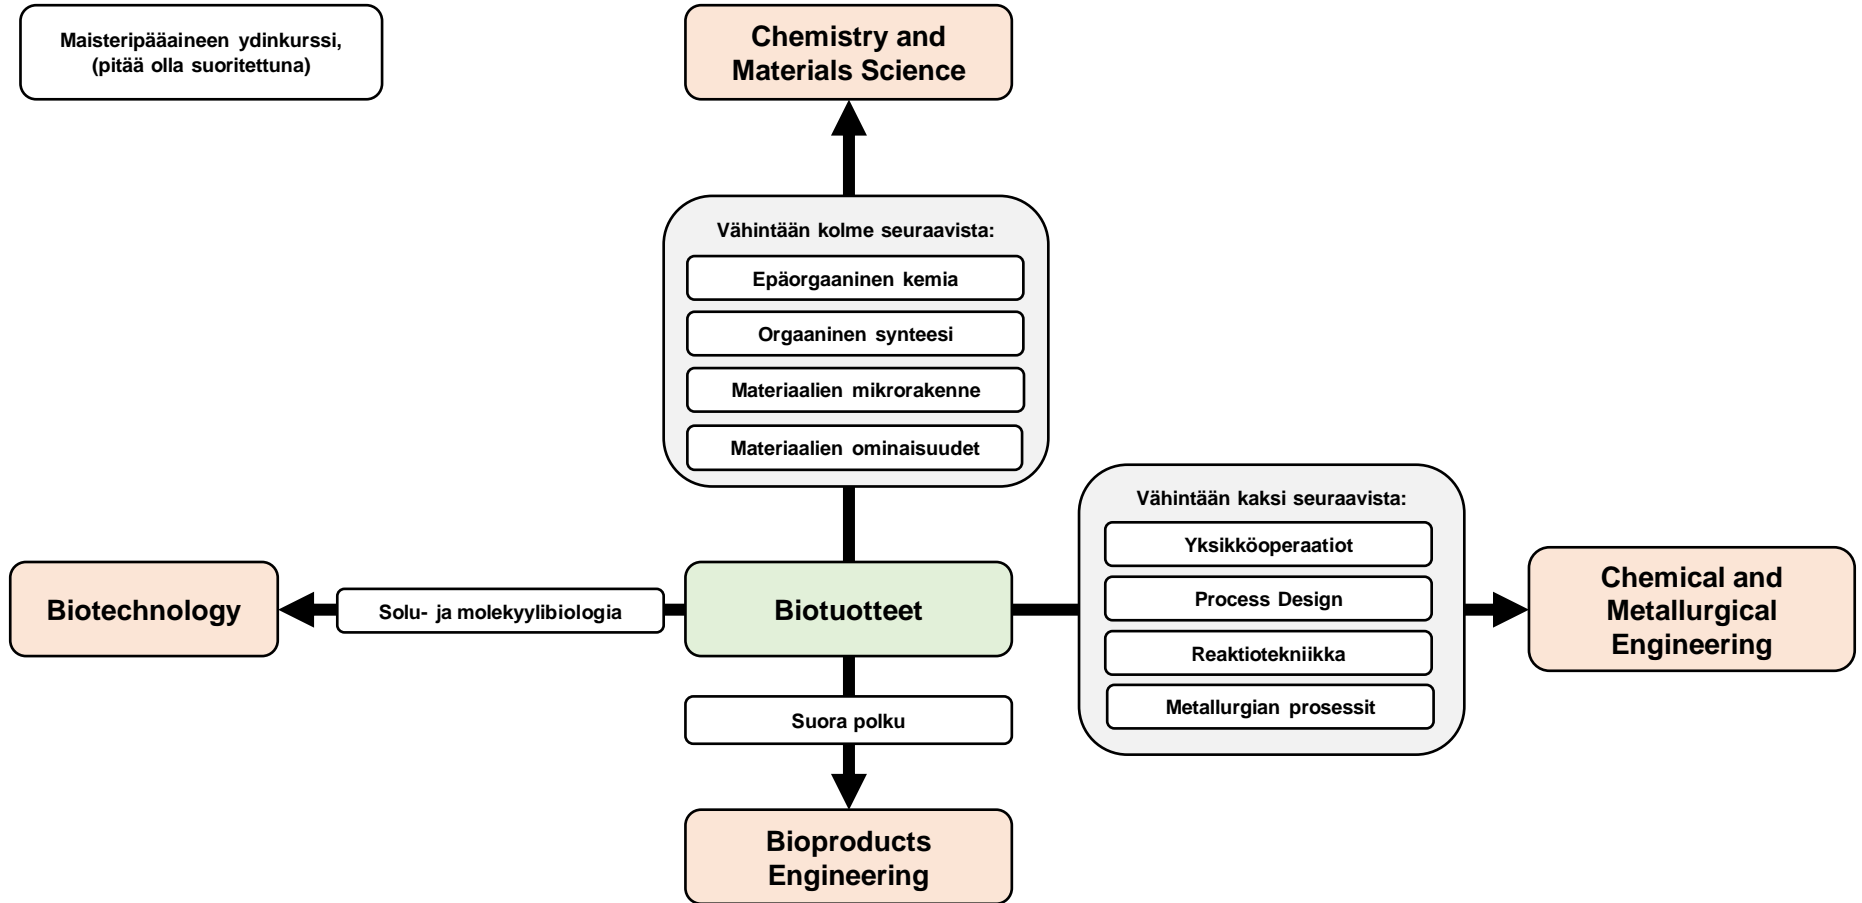 Maisteripääaineen ydinkurssi,
(pitää olla suoritettuna)
Chemistry and
Materials Science
Vähintään kolme seuraavista:
Epäorgaaninen kemia
Orgaaninen synteesi
Materiaalien mikrorakenne
Materiaalien ominaisuudet
Vähintään kaksi seuraavista:
Yksikköoperaatiot
Process Design
Reaktiotekniikka
Metallurgian prosessit
Chemical and
Metallurgical
Engineering
Biotechnology
Solu- ja molekyylibiologia
Biotuotteet
Suora polku
Bioproducts
Engineering